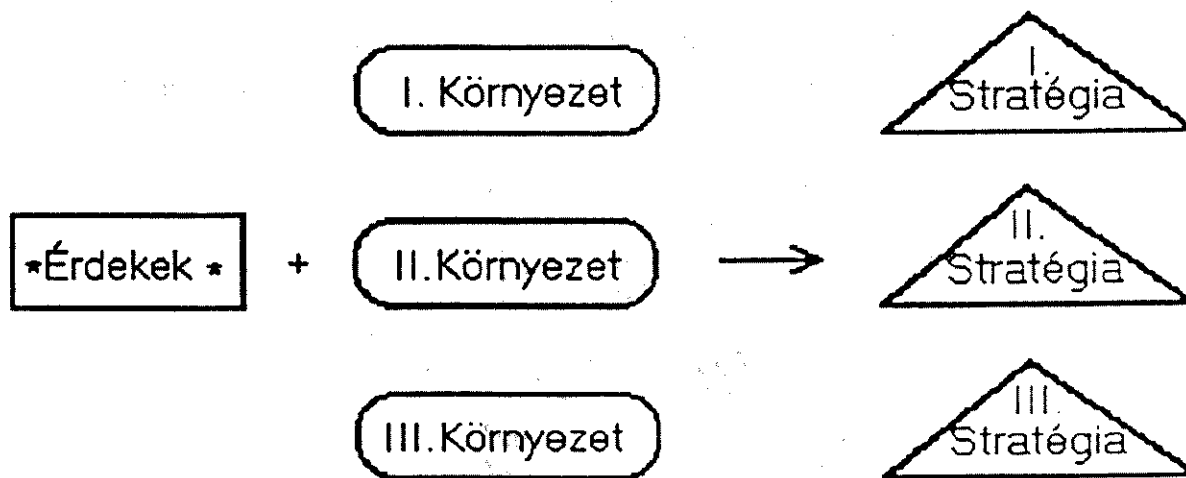 I. Környezet
I.
Stratégia
*Érdekek *
+
II. Környezet
II.
Stratégia
III. Környezet
III.
Stratégia